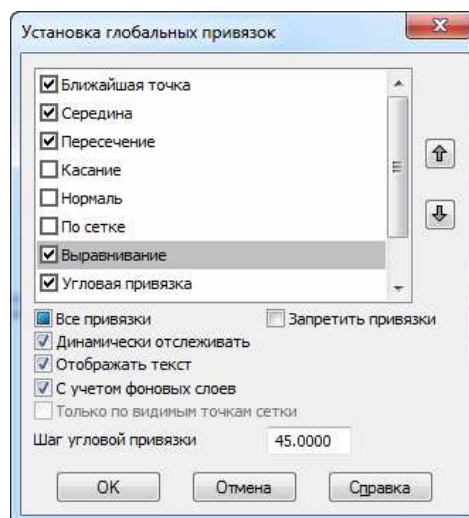 Установка глобальных привязок
Ближайшая точка
Середина
Пересечение
Касание
Нормаль
По сетке
Выравнивание
Угловая привязка
Все привязки Запретить привязки
Динамически отслеживать
Отображать текст
С учетом фоновых слоев
Только по видимым точкам сетки
Шаг угловой привязки 45.0000
OK Отмена Справка